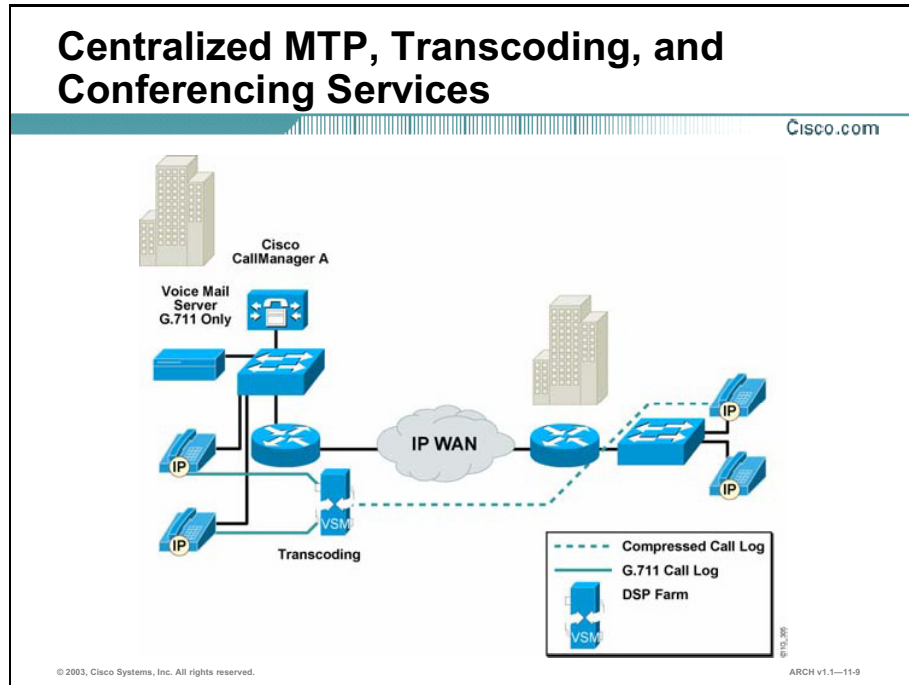 Centralized MTP, Transcoding, and
Conferencing Services
Cisco.com
Cisco
CallManager A
Voice Mail
Server
G.711 Only
IP WAN
IP
IP
IP
IP
VSM
Transcoding
Compressed Call Log
G.711 Call Log
DSP Farm
VSM
© 2003, Cisco Systems, Inc. All rights reserved.
ARCH v1.1—11-9